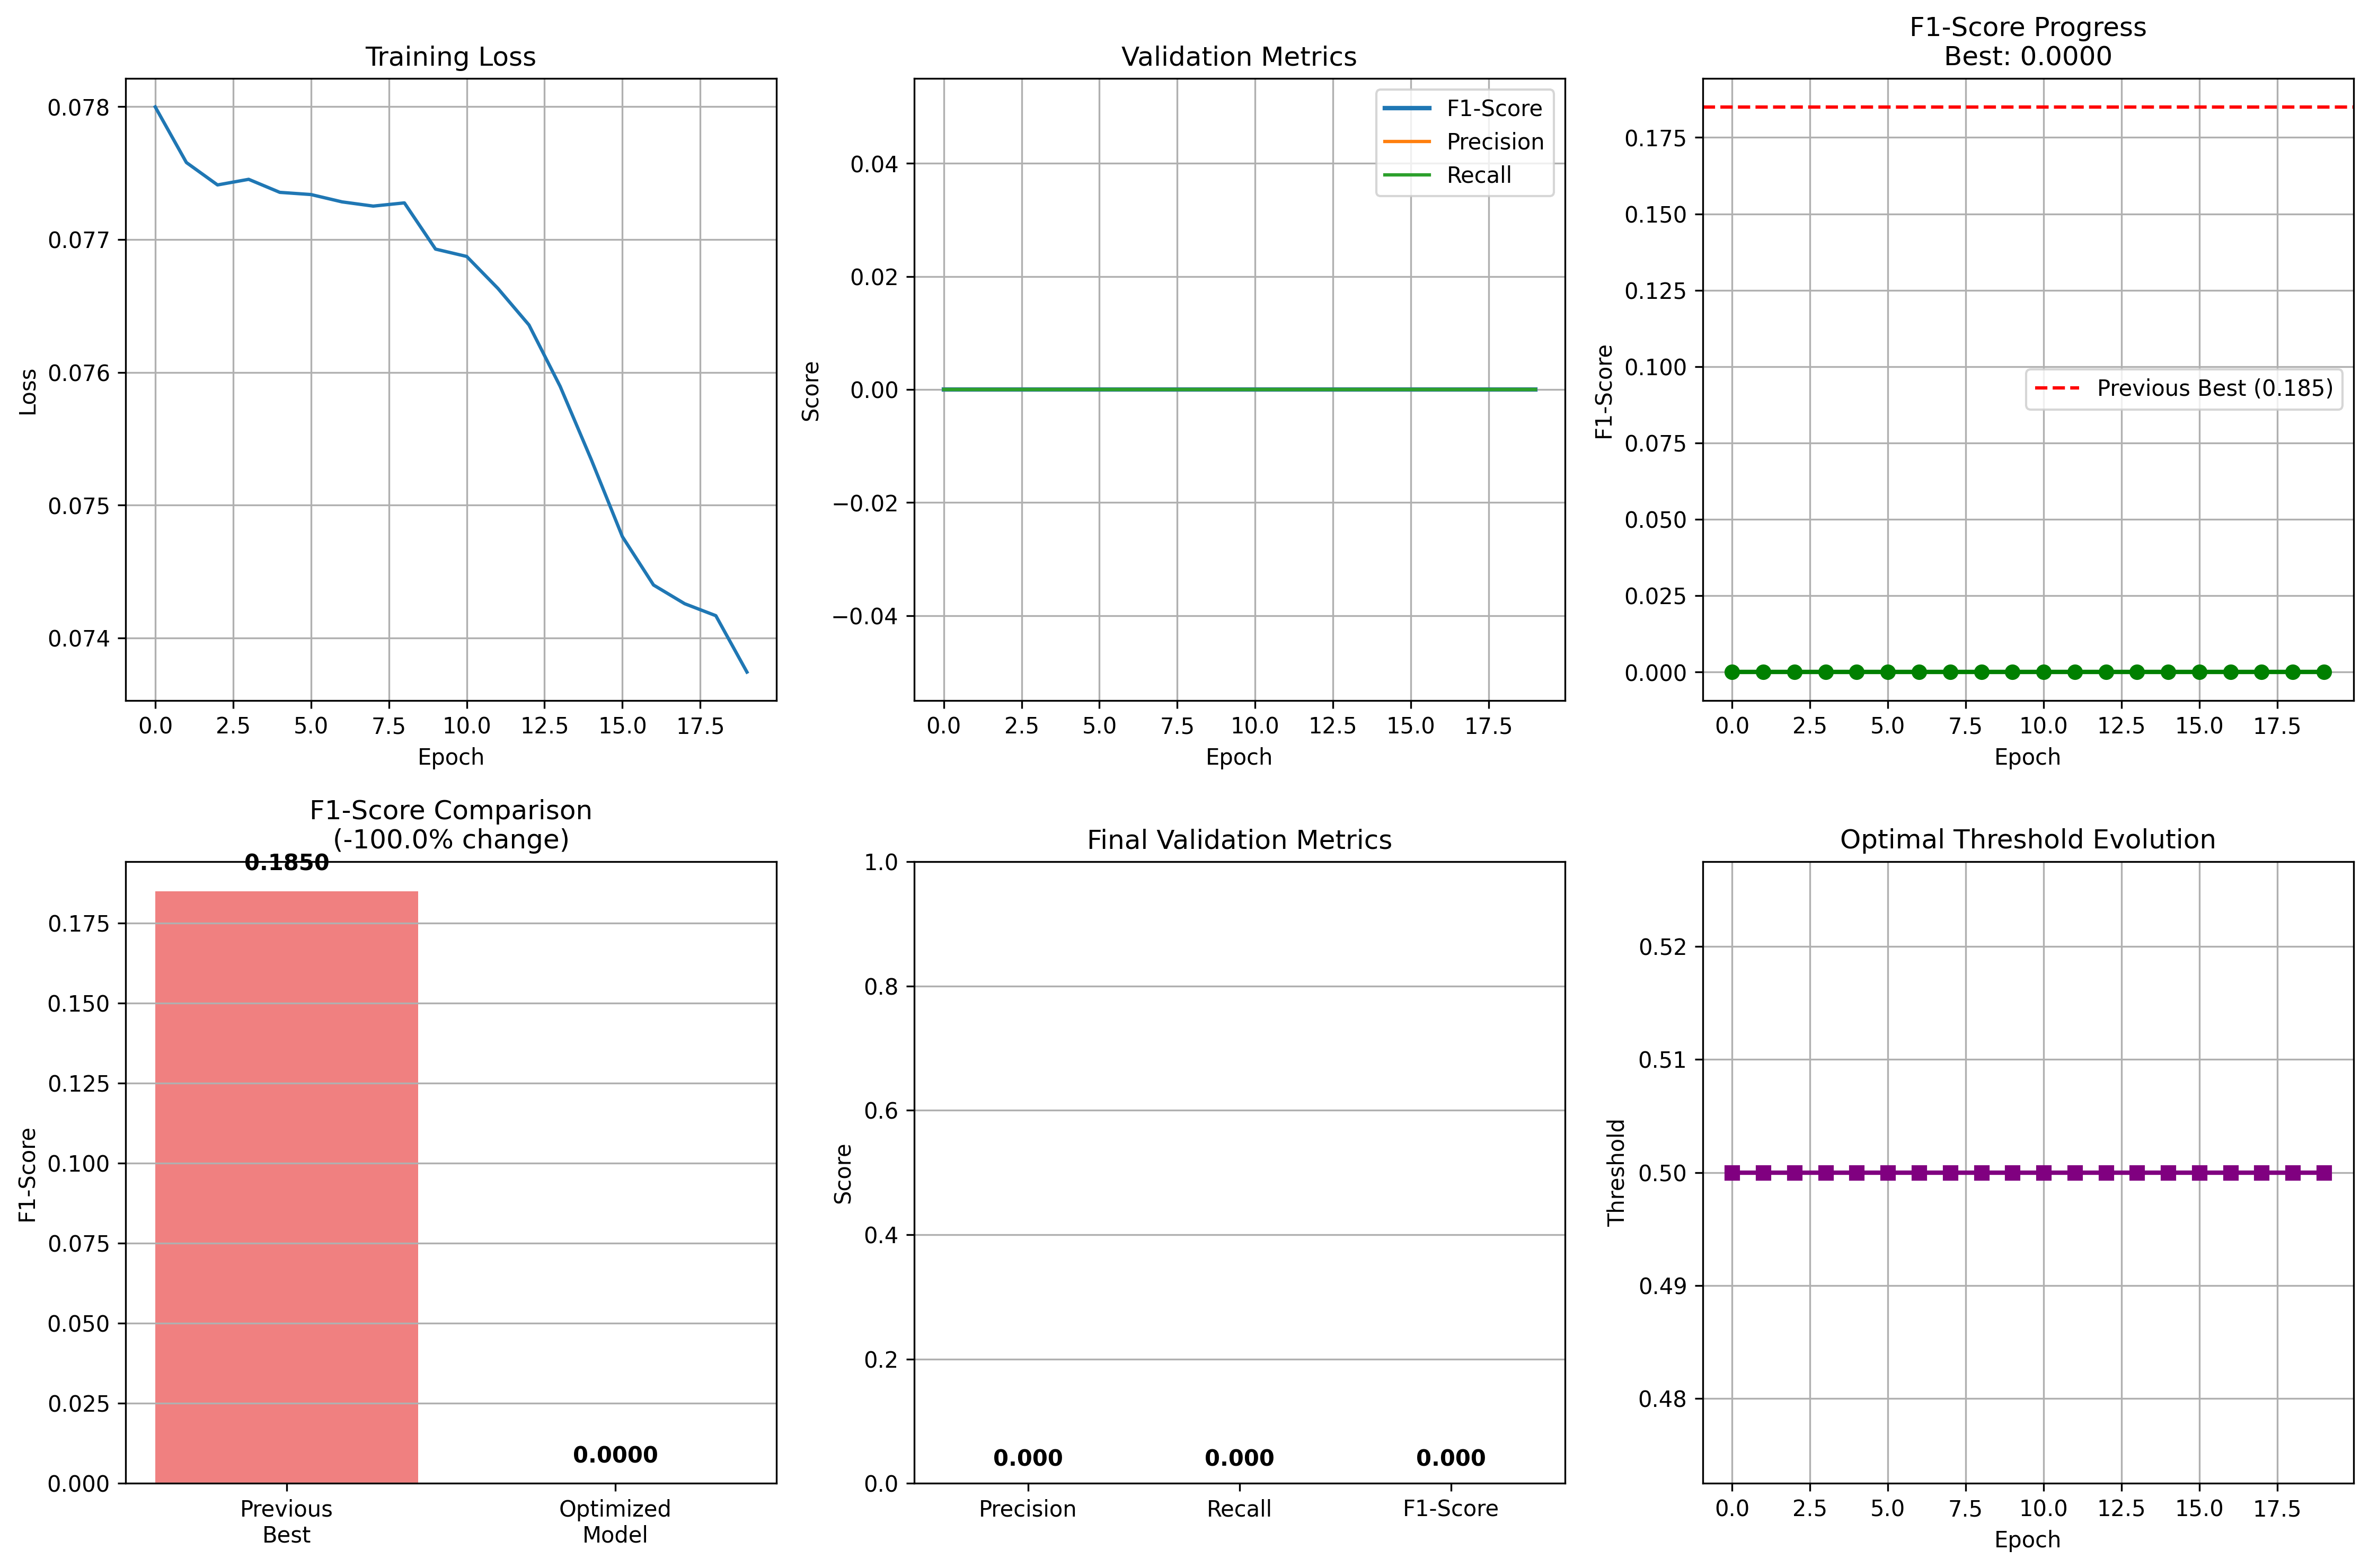 Training Loss
0.078
0.077
0.076
0.075
0.074
Loss
0.0 2.5 5.0 7.5 10.0 12.5 15.0 17.5
Epoch
Validation Metrics
F1-Score
Precision
Recall
0.04
0.02
0.00
−0.02
−0.04
Score
0.0 2.5 5.0 7.5 10.0 12.5 15.0 17.5
Epoch
F1-Score Progress
Best: 0.0000
0.175
0.150
0.125
0.100
0.075
0.050
0.025
0.000
F1-Score
Previous Best (0.185)
0.0 2.5 5.0 7.5 10.0 12.5 15.0 17.5
Epoch
F1-Score Comparison
(-100.0% change)
0.1850
0.175
0.150
0.125
0.100
0.075
0.050
0.025
0.000
F1-Score
0.0000
Previous
Best
Optimized
Model
Final Validation Metrics
1.0
0.8
0.6
0.4
0.2
0.0
Score
0.000 0.000 0.000
Precision Recall F1-Score
Optimal Threshold Evolution
0.52
0.51
0.50
0.49
0.48
Threshold
0.0 2.5 5.0 7.5 10.0 12.5 15.0 17.5
Epoch